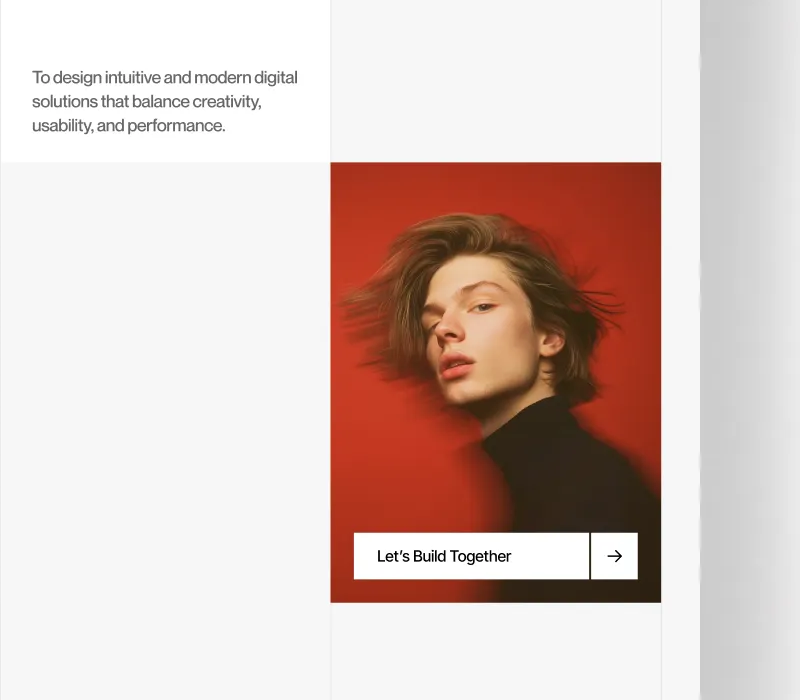 To design intuitive and modern digital
solutions that balance creativity,
usability, and performance.
Let's Build Together